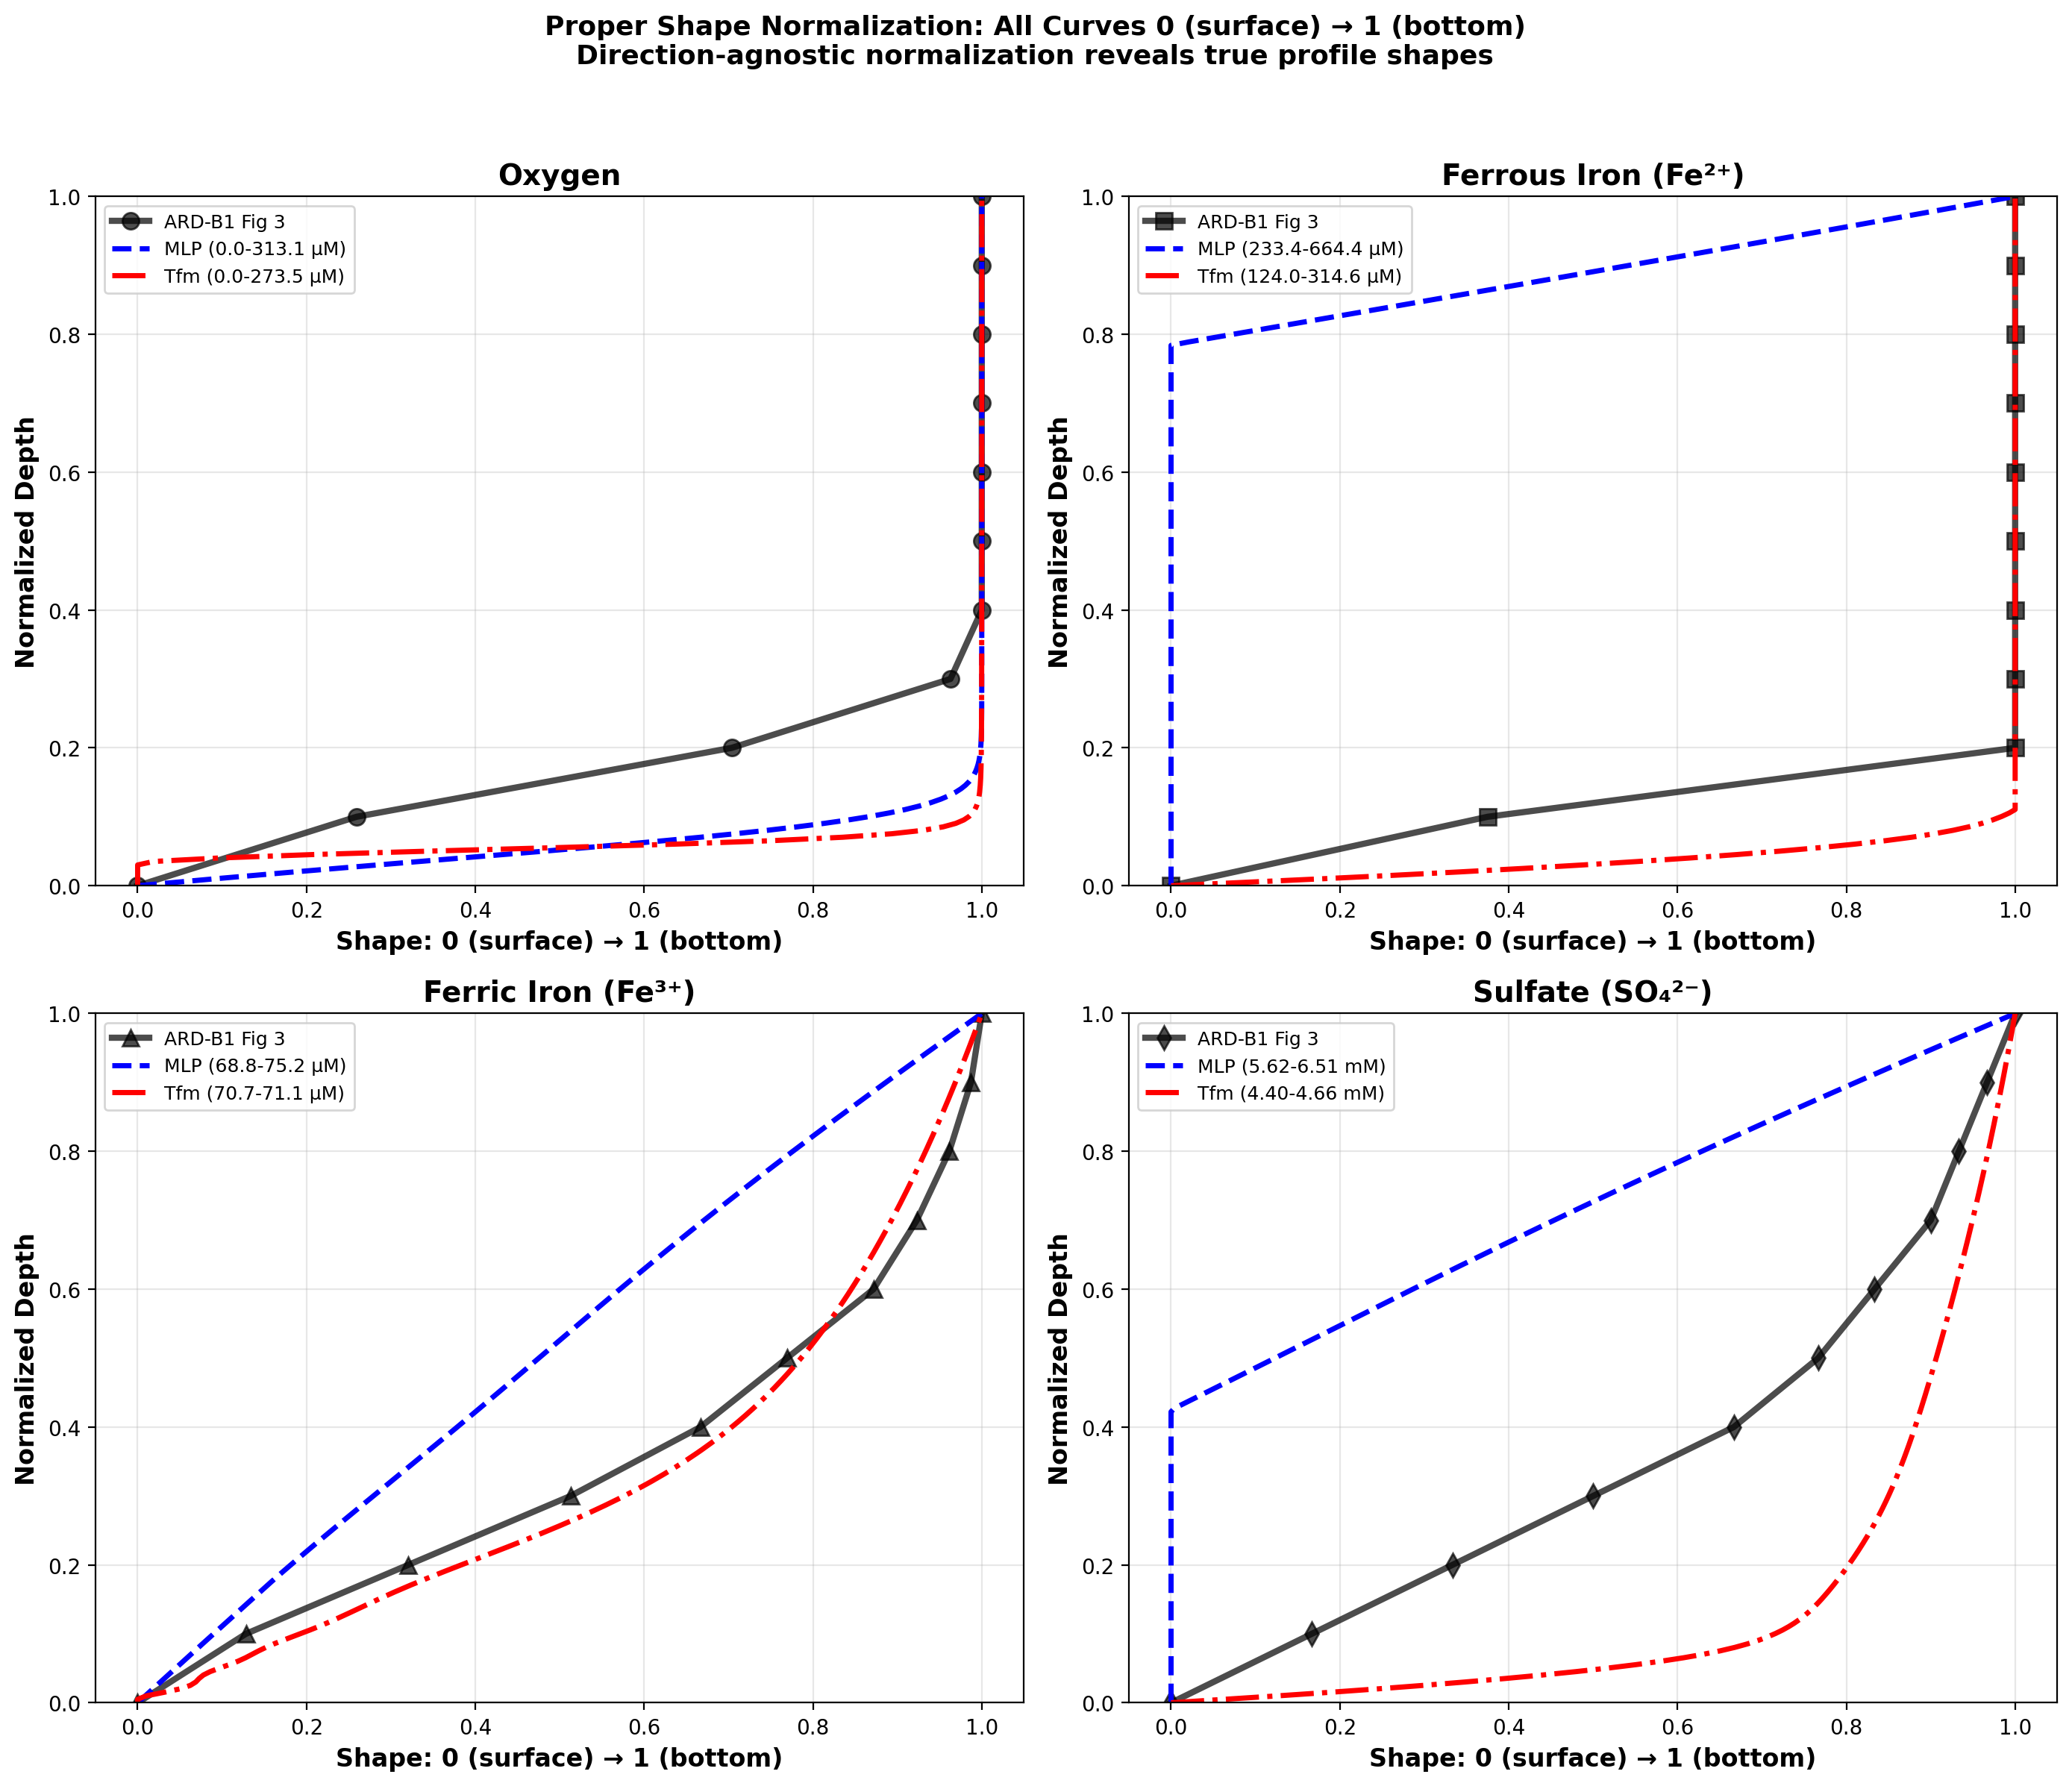 Proper Shape Normalization: All Curves 0 (surface) → 1 (bottom)
Direction-agnostic normalization reveals true profile shapes
Oxygen
ARD-B1 Fig 3
MLP (0.0-313.1 μM)
Tfm (0.0-273.5 μM)
Normalized Depth
1.0
0.8
0.6
0.4
0.2
0.0
0.0 0.2 0.4 0.6 0.8 1.0
Shape: 0 (surface) → 1 (bottom)
Ferrous Iron (Fe²⁺)
ARD-B1 Fig 3
MLP (233.4-664.4 μM)
Tfm (124.0-314.6 μM)
Normalized Depth
1.0
0.8
0.6
0.4
0.2
0.0
0.0 0.2 0.4 0.6 0.8 1.0
Shape: 0 (surface) → 1 (bottom)
Ferric Iron (Fe³⁺)
ARD-B1 Fig 3
MLP (68.8-75.2 μM)
Tfm (70.7-71.1 μM)
Normalized Depth
1.0
0.8
0.6
0.4
0.2
0.0
0.0 0.2 0.4 0.6 0.8 1.0
Shape: 0 (surface) → 1 (bottom)
Sulfate (SO₄²⁻)
ARD-B1 Fig 3
MLP (5.62-6.51 mM)
Tfm (4.40-4.66 mM)
Normalized Depth
1.0
0.8
0.6
0.4
0.2
0.0
0.0 0.2 0.4 0.6 0.8 1.0
Shape: 0 (surface) → 1 (bottom)